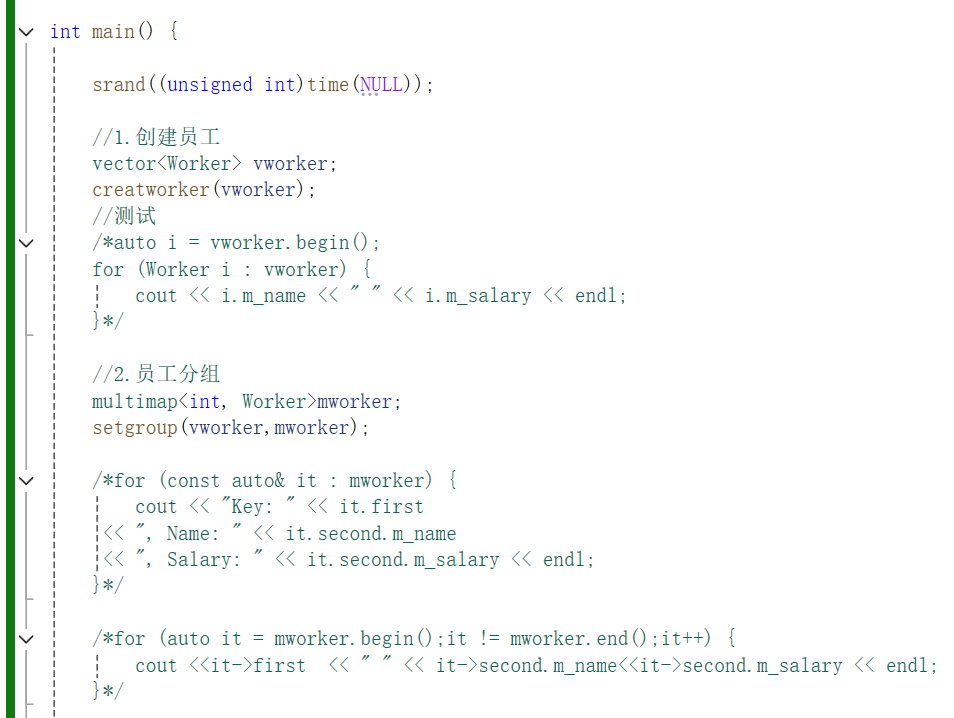 int main() {
srand((unsigned int)time(NULL));
//1.创建员工
vector<Worker> vworker;
creatworker(vworker);
//测试
/*auto i = vworker.begin();
for (Worker i : vworker) {
cout << i.m_name << " " << i.m_salary << endl;
}*/
//2.员工分组
multimap<int, Worker>mworker;
setgroup(vworker,mworker);
/*for (const auto& it : mworker) {
cout << "Key: " << it.first
<< ", Name: " << it.second.m_name
<< ", Salary: " << it.second.m_salary << endl;
}*/
/*for (auto it = mworker.begin();it != mworker.end();it++) {
cout <<it->first  << " " << it->second.m_name<<it->second.m_salary << endl;
}*/